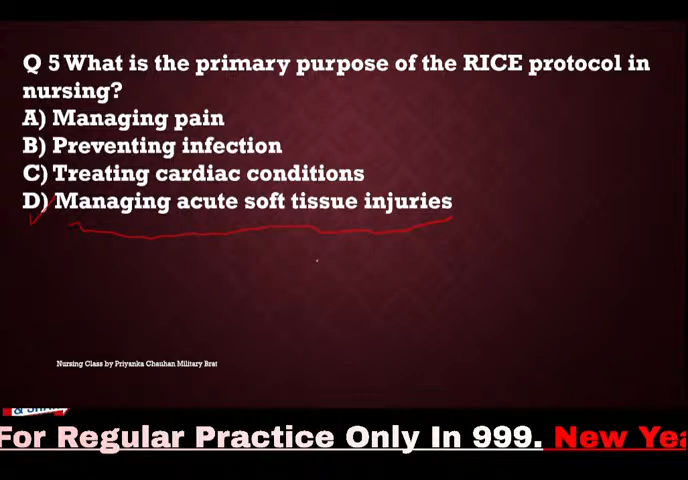 Q 5 What is the primary purpose of the RICE protocol in
nursing?
A) Managing pain
B) Preventing infection
C) Treating cardiac conditions
D) Managing acute soft tissue injuries
Nursing Class by Priyanka Chauhan Military Brat
For Regular Practice Only In 999. New Yea